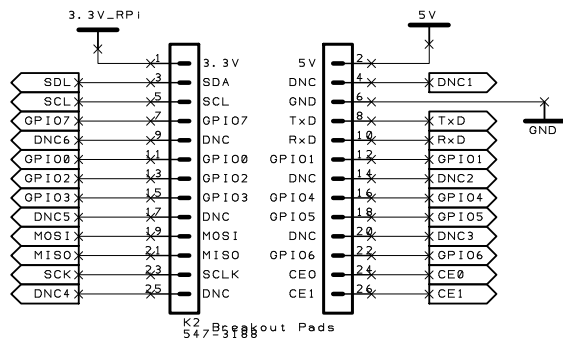 3.3V_RPi 5V
1 3.3V 5V 2
SDL 3 SDA DNC 4 DNC1
SCL 5 SCL GND 6
GPIO7 7 GPIO7 TxD 8 TxD
GND
DNC6 9 DNC RxD 10 RxD
GPIO0 11 GPIO0 GPIO1 12 GPIO1
GPIO2 13 GPIO2 DNC 14 DNC2
GPIO3 15 GPIO3 GPIO4 16 GPIO4
DNC5 17 DNC GPIO5 18 GPIO5
MOSI 19 MOSI DNC 20 DNC3
MISO 21 MISO GPIO6 22 GPIO6
SCK 23 SCLK CE0 24 CE0
DNC4 25 DNC CE1 26 CE1
K2 Breakout Pads
547-3188